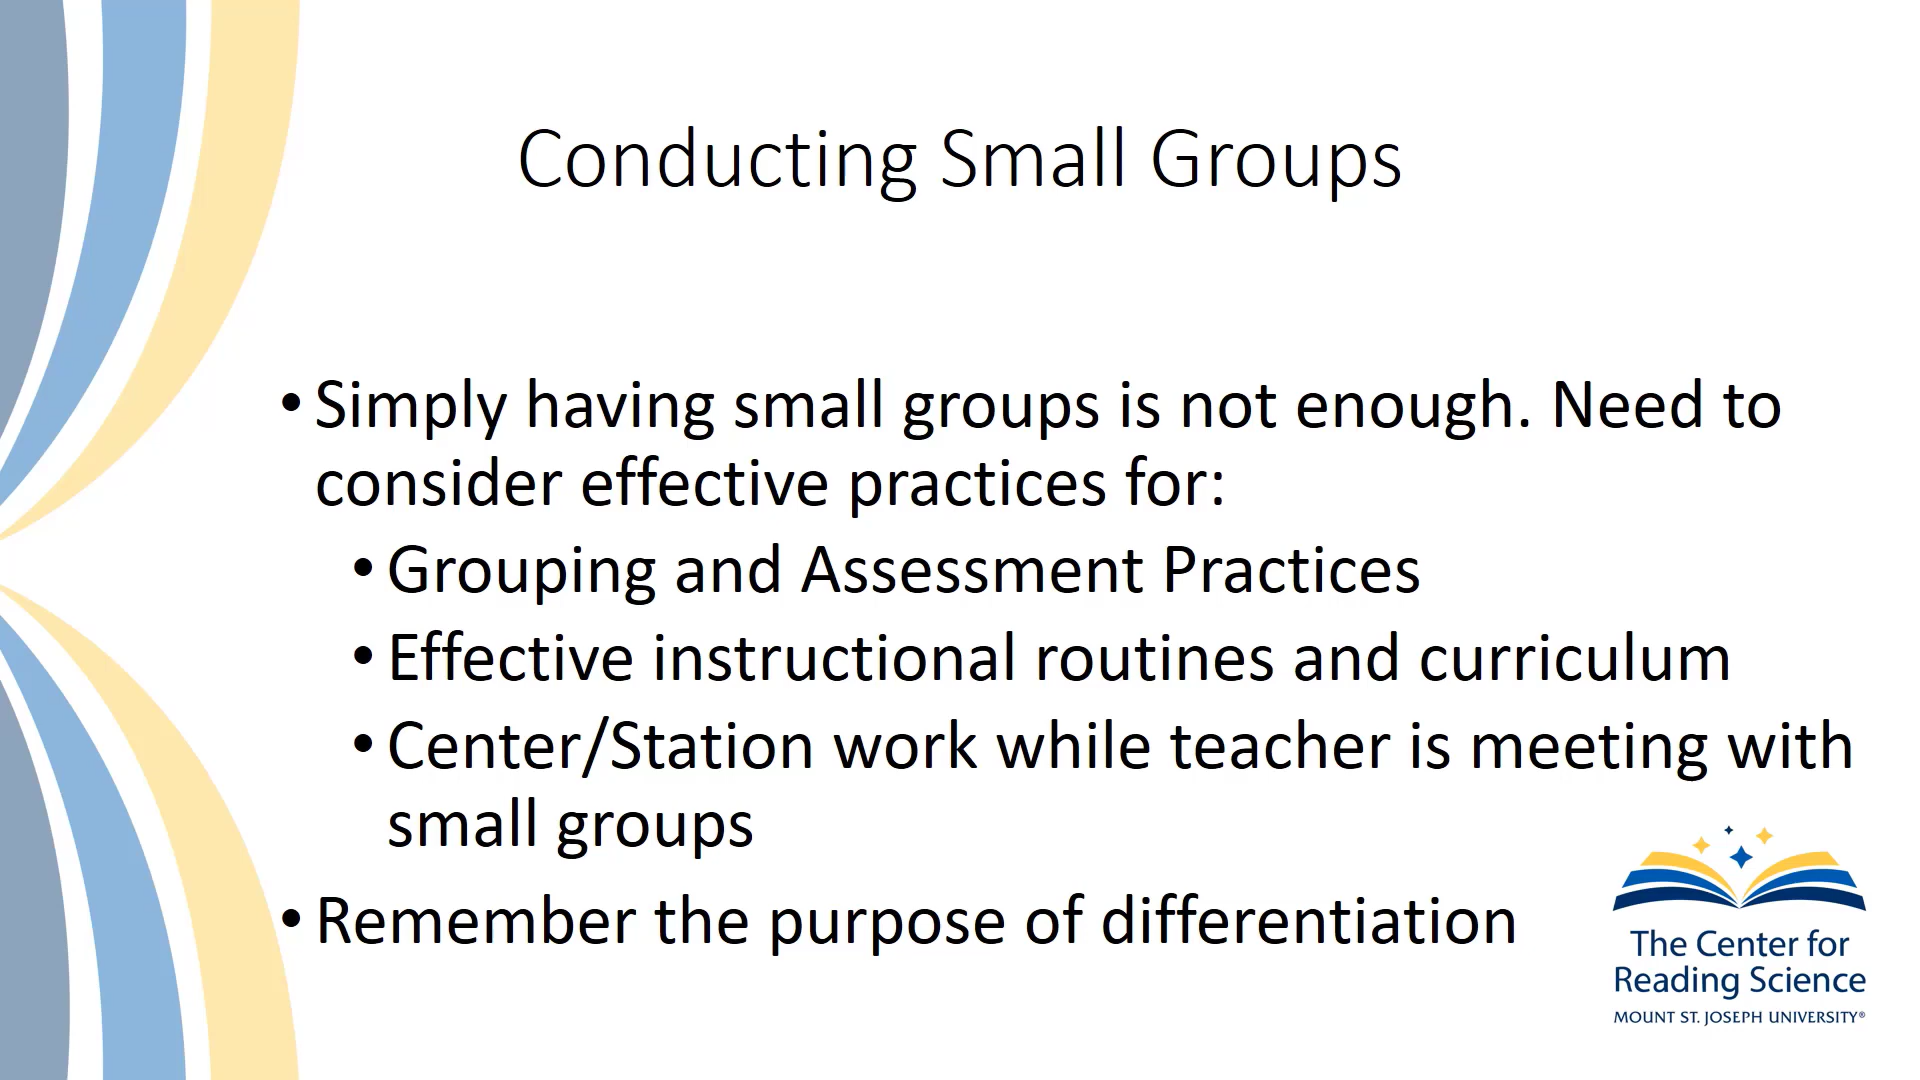 Conducting Small Groups
• Simply having small groups is not enough. Need to
consider effective practices for:
• Grouping and Assessment Practices
• Effective instructional routines and curriculum
• Center/Station work while teacher is meeting with
small groups
• Remember the purpose of differentiation
The Center for
Reading Science
MOUNT ST. JOSEPH UNIVERSITY®